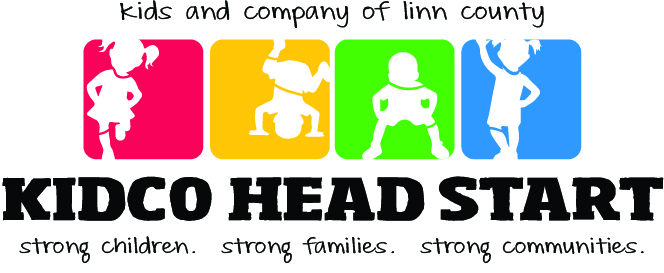 kids and company of linn county
KIDCO HEAD START
strong children. strong families. strong communities.